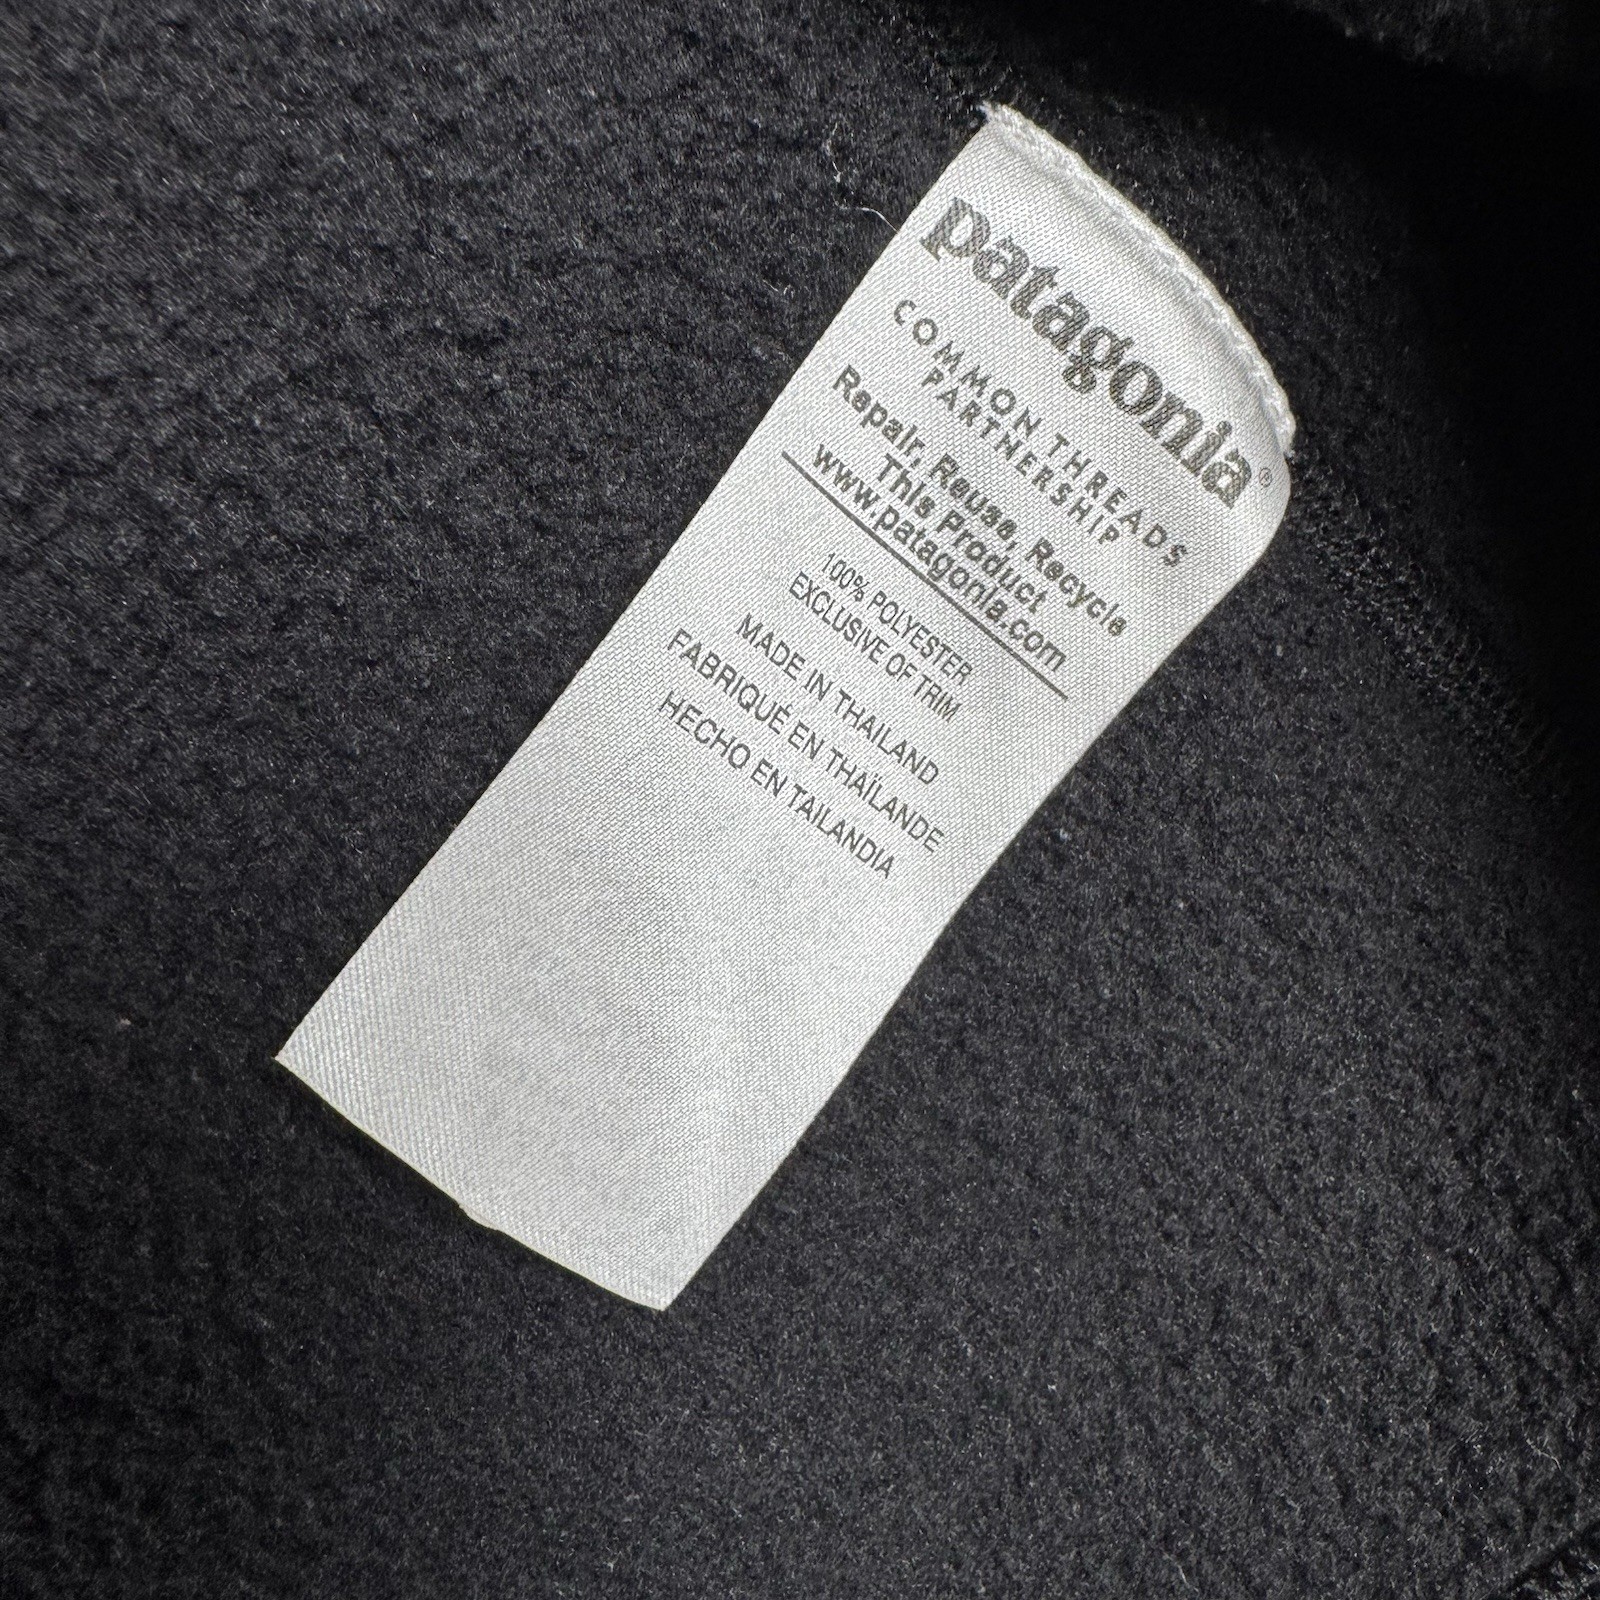 patagonia®
COMMON THREADS
PARTNERSHIP
Repair, Reuse, Recycle
This Product
www.patagonia.com
100% POLYESTER
EXCLUSIVE OF TRIM
MADE IN THAILAND
FABRIQUÉ EN THAÏLANDE
HECHO EN TAILANDIA